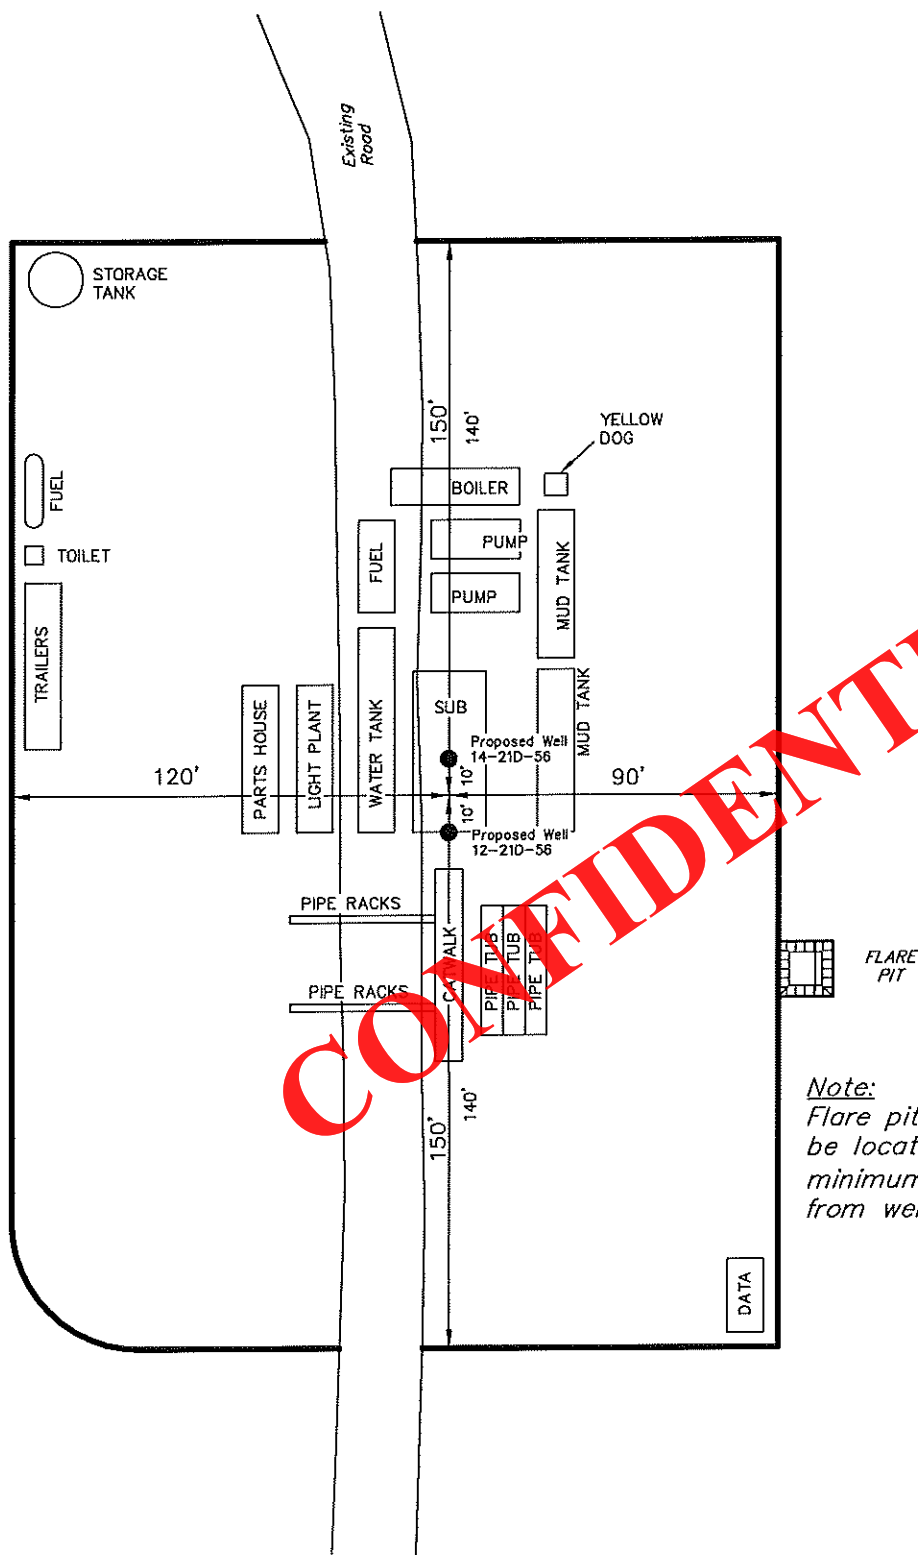 Existing
Road
STORAGE
TANK
150'
140'
YELLOW
DOG
BOILER
FUEL
FUEL
PUMP
MUD TANK
TOILET
PUMP
TRAILERS
SUB
MUD TANK
PARTS HOUSE
LIGHT PLANT
WATER TANK
Proposed Well
14-21D-56
10'
120'
90'
10'
Proposed Well
12-21D-56
PIPE RACKS
CATWALK
PIPE TUB
PIPE TUB
PIPE TUB
FLARE
PIT
PIPE RACKS
CONFIDENT
140'
150'
Note:
Flare pit
be locat
minimum
from we
DATA